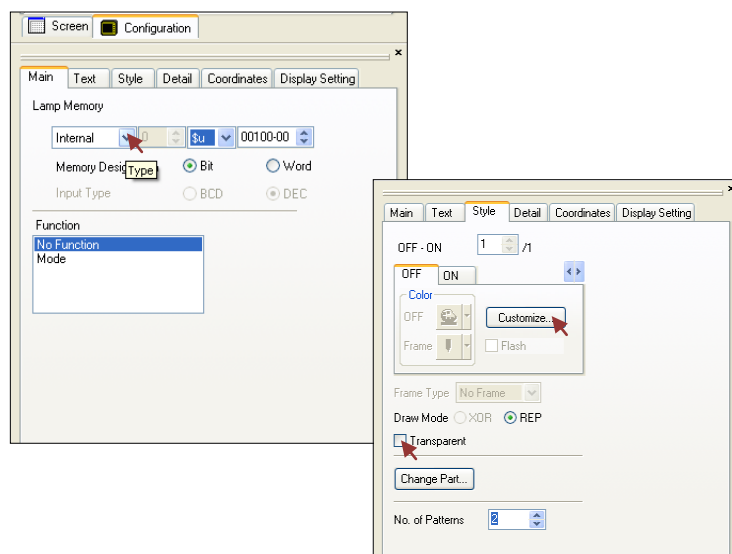 Screen Configuration
Main Text Style Detail Coordinates Display Setting
Lamp Memory
Internal 0 $u 00100-00
Type
Bit Word
Input Type BCD DEC
Function
No Function
Mode
Main Text Style Detail Coordinates Display Setting
OFF - ON 1 /1
OFF ON
Color
OFF Customize...
Frame Flash
Frame Type No Frame
Draw Mode XOR REP
Transparent
Change Part...
No. of Patterns 2